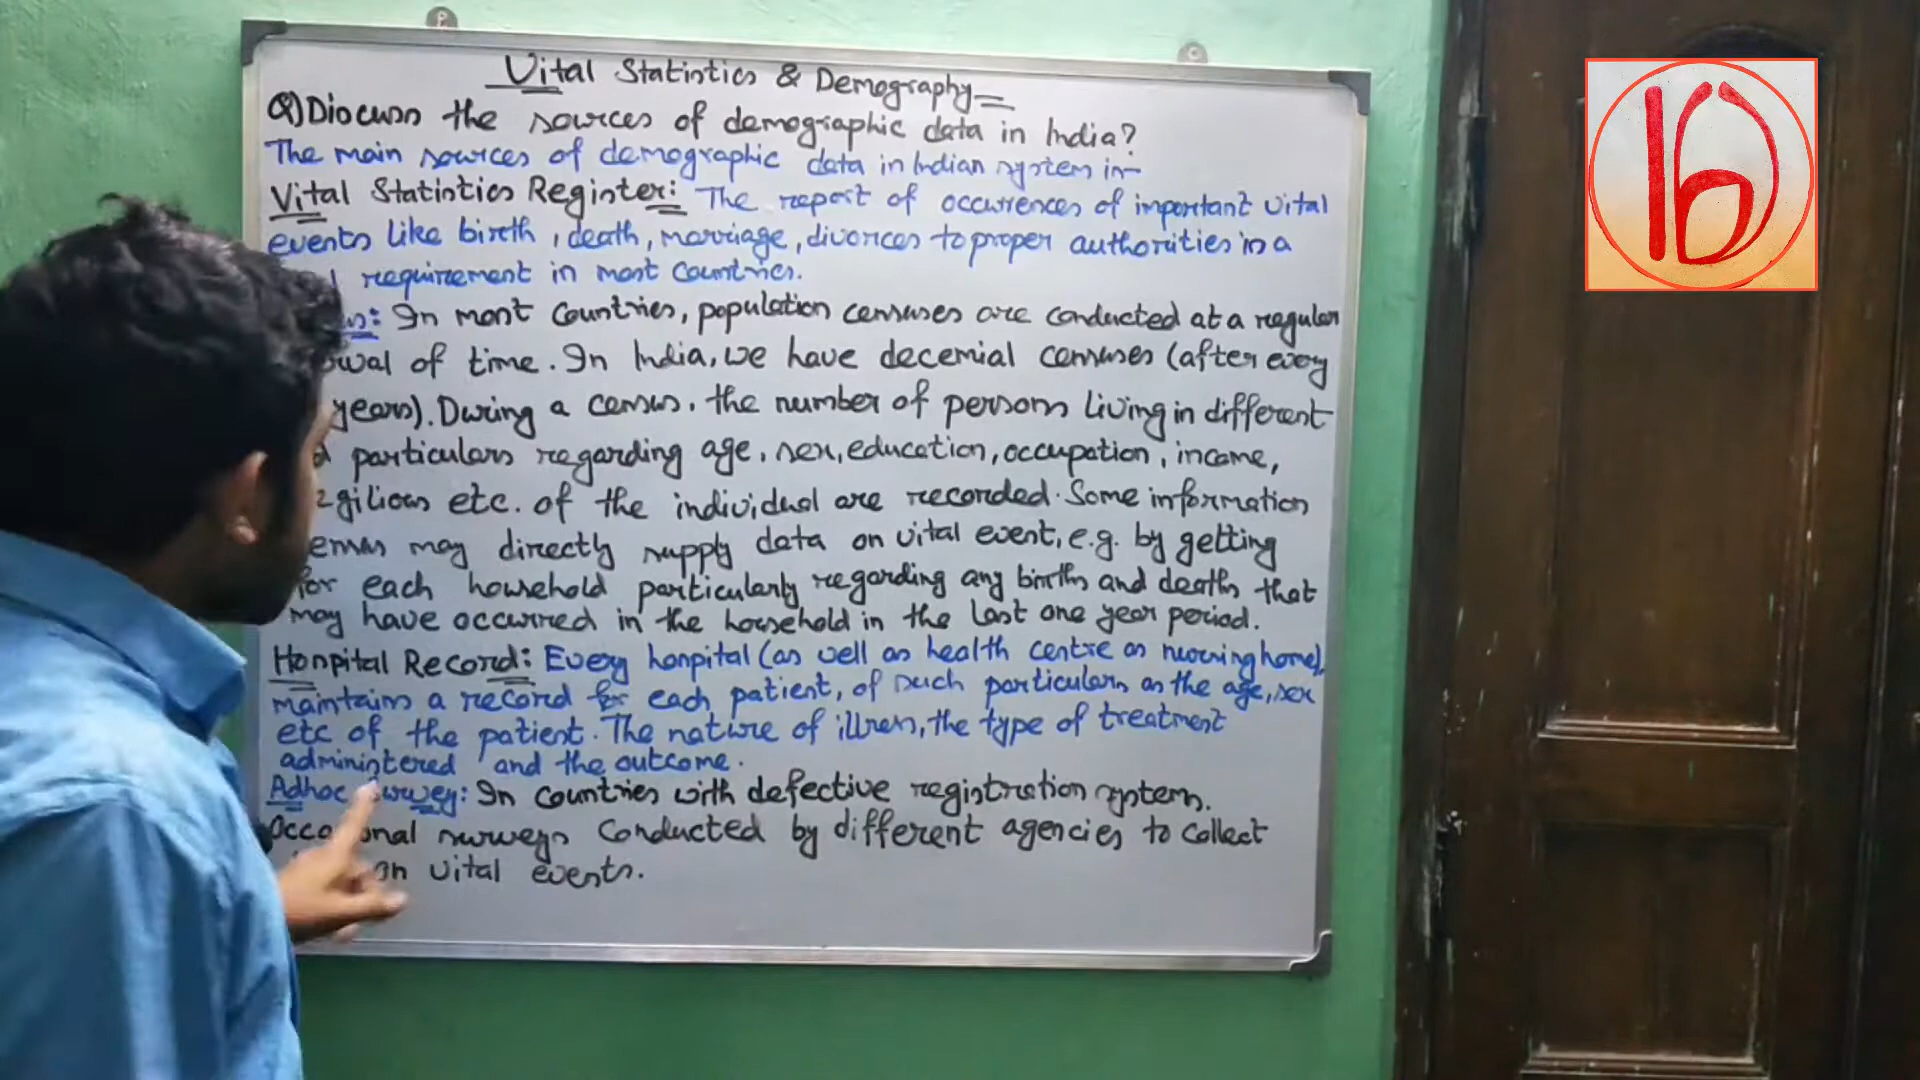 Vital Statistics & Demography
Q) Discuss the sources of demographic data in India?
The main sources of demographic data in Indian system is-
Vital Statistics Register: The report of occurrences of important vital
events like birth, death, marriage, divorces to proper authorities is a
requirement in most countries.
In most countries, population censuses are conducted at a regular
of time. In India, we have decennial censuses (after every
years). During a census, the number of persons living in different
particulars regarding age, sex, education, occupation, income,
etc. of the individual are recorded. Some information
may directly supply data on vital event, e.g. by getting
for each household particularly regarding any births and deaths that
may have occurred in the household in the last one year period.
Hospital Record: Every hospital (as well as health centre as nursing home),
maintains a record for each patient, of such particulars as the age, sex
etc of the patient. The nature of illness, the type of treatment
administered and the outcome.
Adhoc survey: In countries with defective registration system.
surveys conducted by different agencies to collect
on vital events.